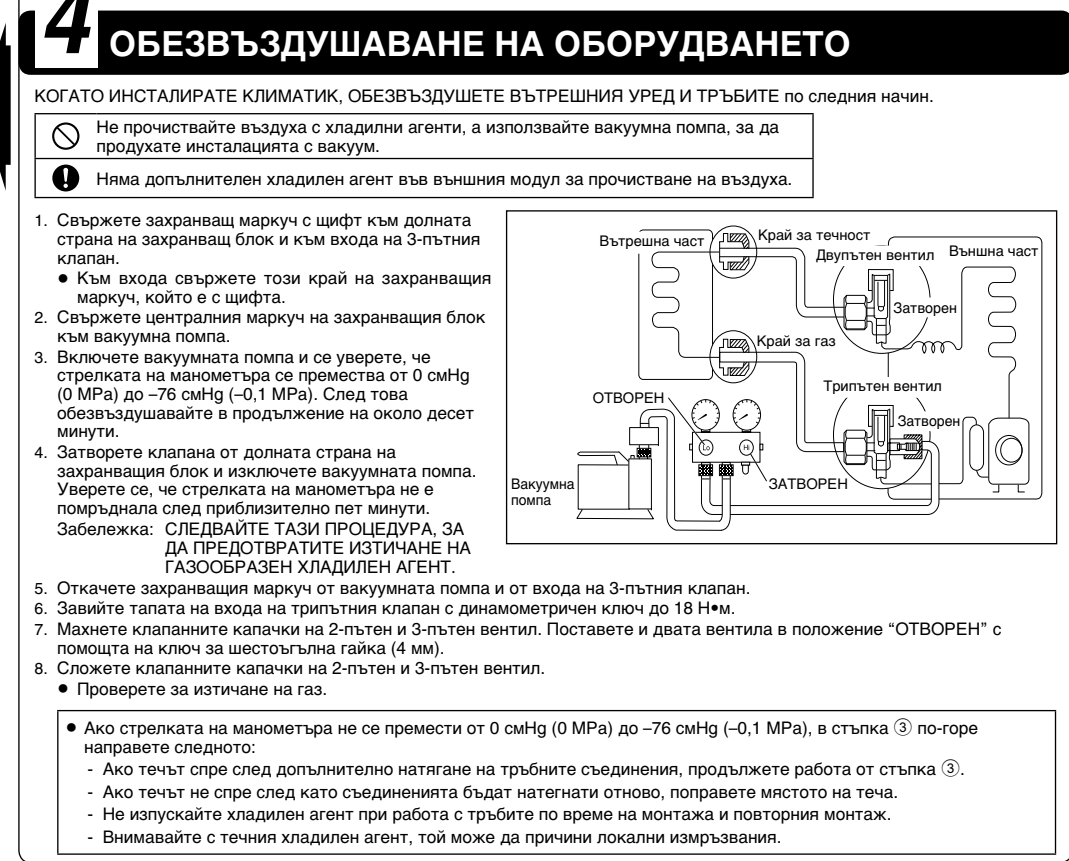 4
ОБЕЗВЪЗДУШАВАНЕ НА ОБОРУДВАНЕТО
КОГАТО ИНСТАЛИРАТЕ КЛИМАТИК, ОБЕЗВЪЗДУШЕТЕ ВЪТРЕШНИЯ УРЕД И ТРЪБИТЕ по следния начин.
Не прочиствайте въздуха с хладилни агенти, а използвайте вакуумна помпа, за да
продухате инсталацията с вакуум.
Няма допълнителен хладилен агент във външния модул за прочистване на въздуха.
1. Свържете захранващ маркуч с щифт към долната
страна на захранващ блок и към входа на 3-пътния
клапан.
● Към входа свържете този край на захранващия
маркуч, който е с щифта.
2. Свържете централния маркуч на захранващия блок
към вакуумна помпа.
3. Включете вакуумната помпа и се уверете, че
стрелката на манометъра се премества от 0 смHg
(0 MPa) до –76 смHg (–0,1 MPa). След това
обезвъздушавайте в продължение на около десет
минути.
4. Затворете клапана от долната страна на
захранващия блок и изключете вакуумната помпа.
Уверете се, че стрелката на манометъра не е
помръднала след приблизително пет минути.
Забележка: СЛЕДВАЙТЕ ТАЗИ ПРОЦЕДУРА, ЗА
ДА ПРЕДОТВРАТИТЕ ИЗТИЧАНЕ НА
ГАЗООБРАЗЕН ХЛАДИЛЕН АГЕНТ.
Вътрешна част
Край за течност
Двупътен вентил
Външна част
Затворен
Край за газ
Трипътен вентил
ОТВОРЕН
Затворен
Lo
Hi
Вакуумна
помпа
ЗАТВОРЕН
5. Откачете захранващия маркуч от вакуумната помпа и от входа на 3-пътния клапан.
6. Завийте тапата на входа на трипътния клапан с динамометричен ключ до 18 Н•м.
7. Махнете клапанните капачки на 2-пътен и 3-пътен вентил. Поставете и двата вентила в положение “ОТВОРЕН” с
помощта на ключ за шестоъгълна гайка (4 мм).
8. Сложете клапанните капачки на 2-пътен и 3-пътен вентил.
● Проверете за изтичане на газ.
● Ако стрелката на манометъра не се премести от 0 смHg (0 MPa) до –76 смHg (–0,1 MPa), в стъпка ③ по-горе
направете следното:
- Ако течът спре след допълнително натягане на тръбните съединения, продължете работа от стъпка ③.
- Ако течът не спре след като съединенията бъдат натегнати отново, поправете мястото на теча.
- Не изпускайте хладилен агент при работа с тръбите по време на монтажа и повторния монтаж.
- Внимавайте с течния хладилен агент, той може да причини локални измръзвания.